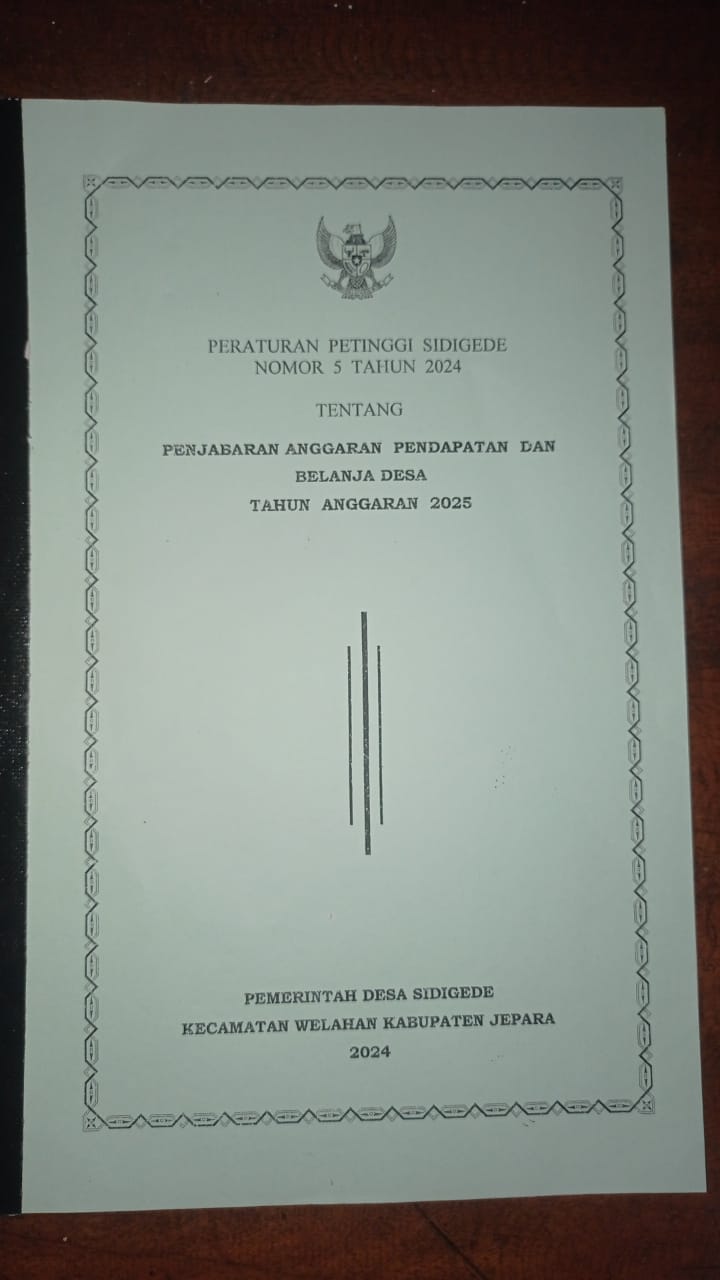 PERATURAN PETINGGI SIDIGEDE
NOMOR 5 TAHUN 2024
TENTANG
PENJABARAN ANGGARAN PENDAPATAN DAN
BELANJA DESA
TAHUN ANGGARAN 2025
PEMERINTAH DESA SIDIGEDE
KECAMATAN WELAHAN KABUPATEN JEPARA
2024